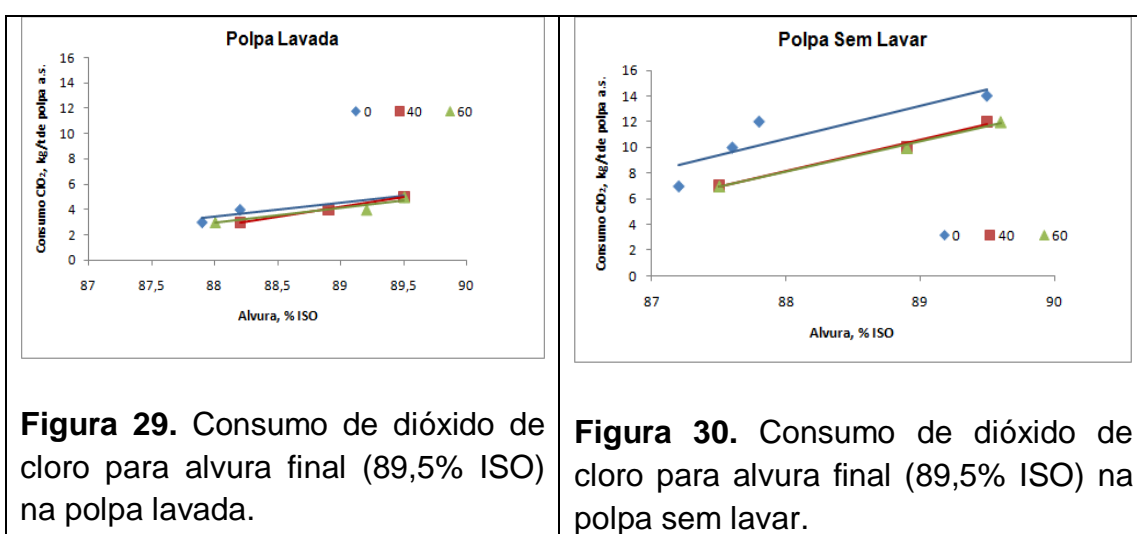 Polpa Lavada
Consumo ClO₂, kg/tde polpa a.s.
16
14
12
10
8
6
4
2
0
0 40 60
87 87,5 88 88,5 89 89,5 90
Alvura, % ISO
Figura 29. Consumo de dióxido de
cloro para alvura final (89,5% ISO)
na polpa lavada.
Polpa Sem Lavar
Consumo ClO₂, kg/tde polpa a.s.
16
14
12
10
8
6
4
2
0
0 40 60
87 88 89 90
Alvura, % ISO
Figura 30. Consumo de dióxido de
cloro para alvura final (89,5% ISO) na
polpa sem lavar.